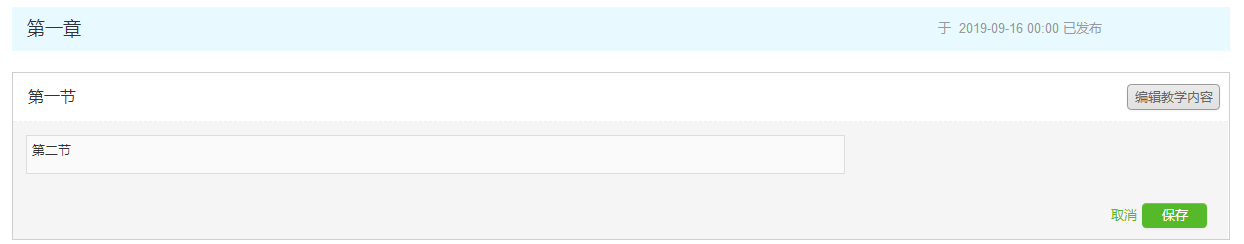 第一章
于 2019-09-16 00:00 已发布
第一节
编辑教学内容
第二节
取消
保存